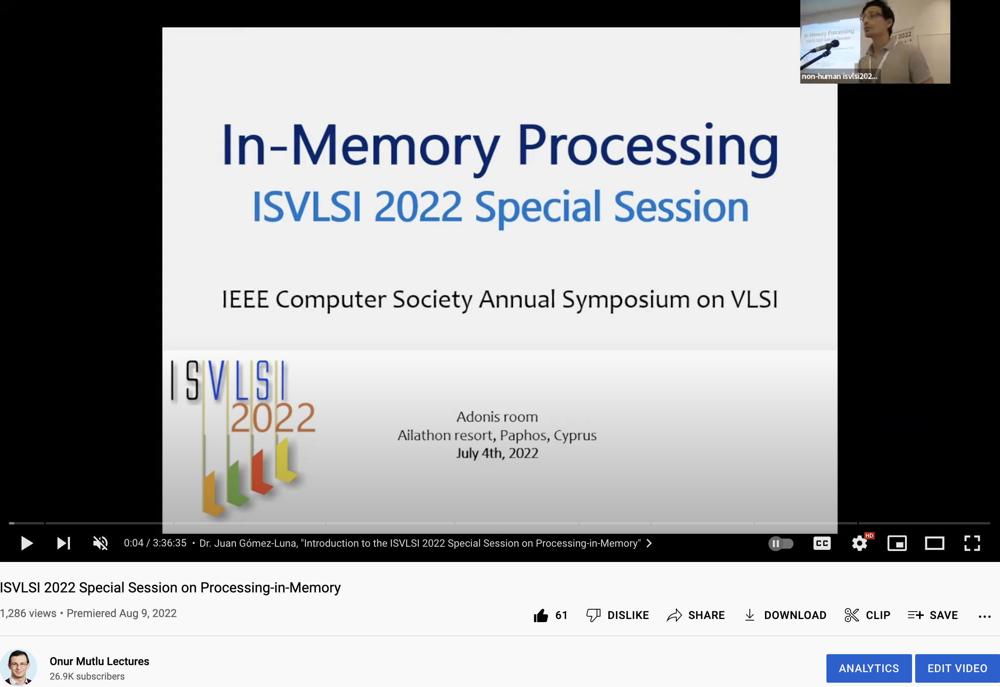 In-Memory Processing
ISVLSI 2022 Special Session
SI 2022
non-human isvlsi202...
In-Memory Processing
ISVLSI 2022 Special Session
IEEE Computer Society Annual Symposium on VLSI
ISVLSI
2022
Adonis room
Ailathon resort, Paphos, Cyprus
July 4th, 2022
0:04 / 3:36:35 • Dr. Juan Gómez-Luna, "Introduction to the ISVLSI 2022 Special Session on Processing-in-Memory"
CC
HD
ISVLSI 2022 Special Session on Processing-in-Memory
1,286 views • Premiered Aug 9, 2022
61 DISLIKE SHARE DOWNLOAD CLIP SAVE ...
Onur Mutlu Lectures
26.9K subscribers
ANALYTICS EDIT VIDEO